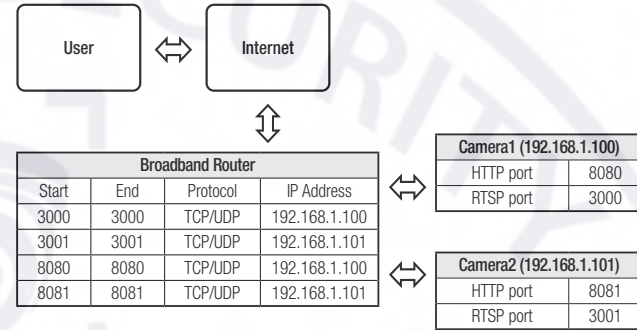 User
Internet
Broadband Router
Start End Protocol IP Address
3000 3000 TCP/UDP 192.168.1.100
3001 3001 TCP/UDP 192.168.1.101
8080 8080 TCP/UDP 192.168.1.100
8081 8081 TCP/UDP 192.168.1.101
Camera1 (192.168.1.100)
HTTP port 8080
RTSP port 3000
Camera2 (192.168.1.101)
HTTP port 8081
RTSP port 3001